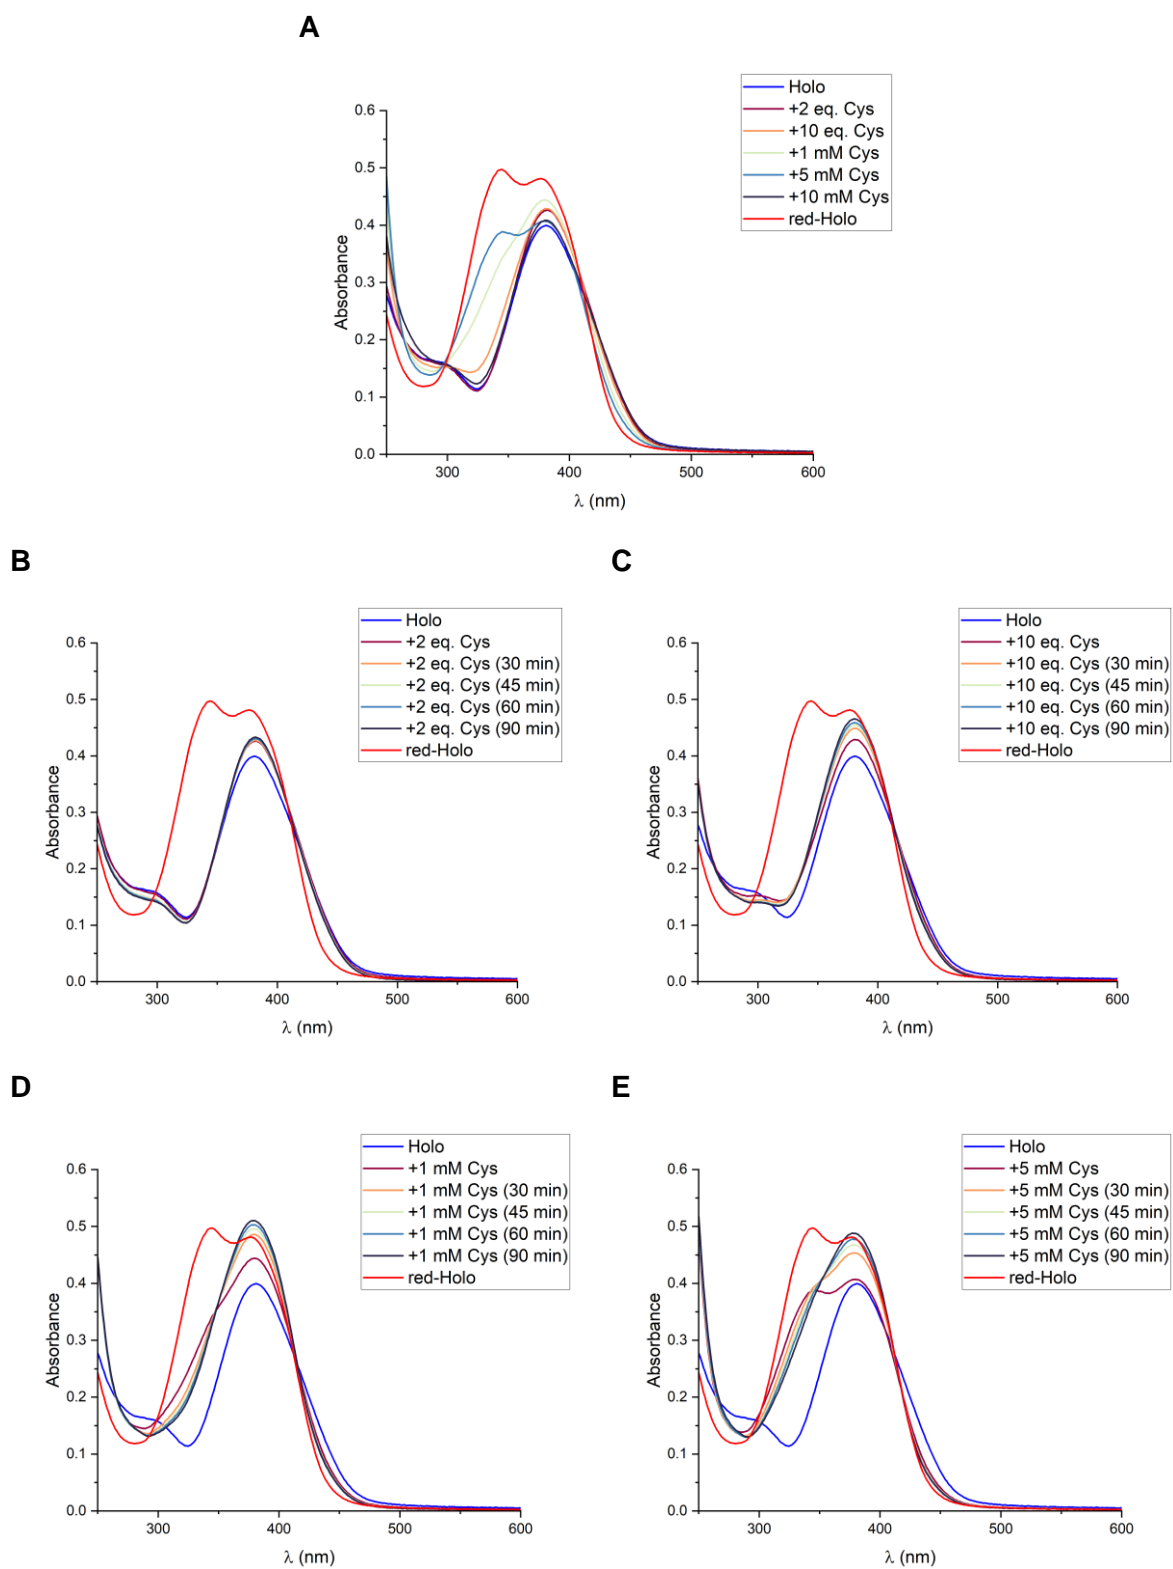 A
Holo
+2 eq. Cys
+10 eq. Cys
+1 mM Cys
+5 mM Cys
+10 mM Cys
red-Holo
0.6
0.5
0.4
0.3
0.2
0.1
0.0
Absorbance
300
400
500
600
λ (nm)
B
Holo
+2 eq. Cys
+2 eq. Cys (30 min)
+2 eq. Cys (45 min)
+2 eq. Cys (60 min)
+2 eq. Cys (90 min)
red-Holo
0.6
0.5
0.4
0.3
0.2
0.1
0.0
Absorbance
300
400
500
600
λ (nm)
C
Holo
+10 eq. Cys
+10 eq. Cys (30 min)
+10 eq. Cys (45 min)
+10 eq. Cys (60 min)
+10 eq. Cys (90 min)
red-Holo
0.6
0.5
0.4
0.3
0.2
0.1
0.0
Absorbance
300
400
500
600
λ (nm)
D
Holo
+1 mM Cys
+1 mM Cys (30 min)
+1 mM Cys (45 min)
+1 mM Cys (60 min)
+1 mM Cys (90 min)
red-Holo
0.6
0.5
0.4
0.3
0.2
0.1
0.0
Absorbance
300
400
500
600
λ (nm)
E
Holo
+5 mM Cys
+5 mM Cys (30 min)
+5 mM Cys (45 min)
+5 mM Cys (60 min)
+5 mM Cys (90 min)
red-Holo
0.6
0.5
0.4
0.3
0.2
0.1
0.0
Absorbance
300
400
500
600
λ (nm)